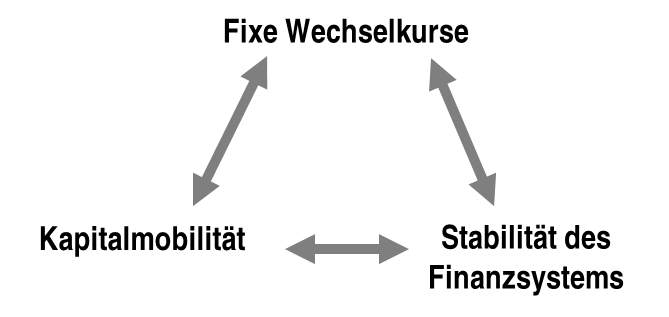 Fixe Wechselkurse
Kapitalmobilität
Stabilität des
Finanzsystems